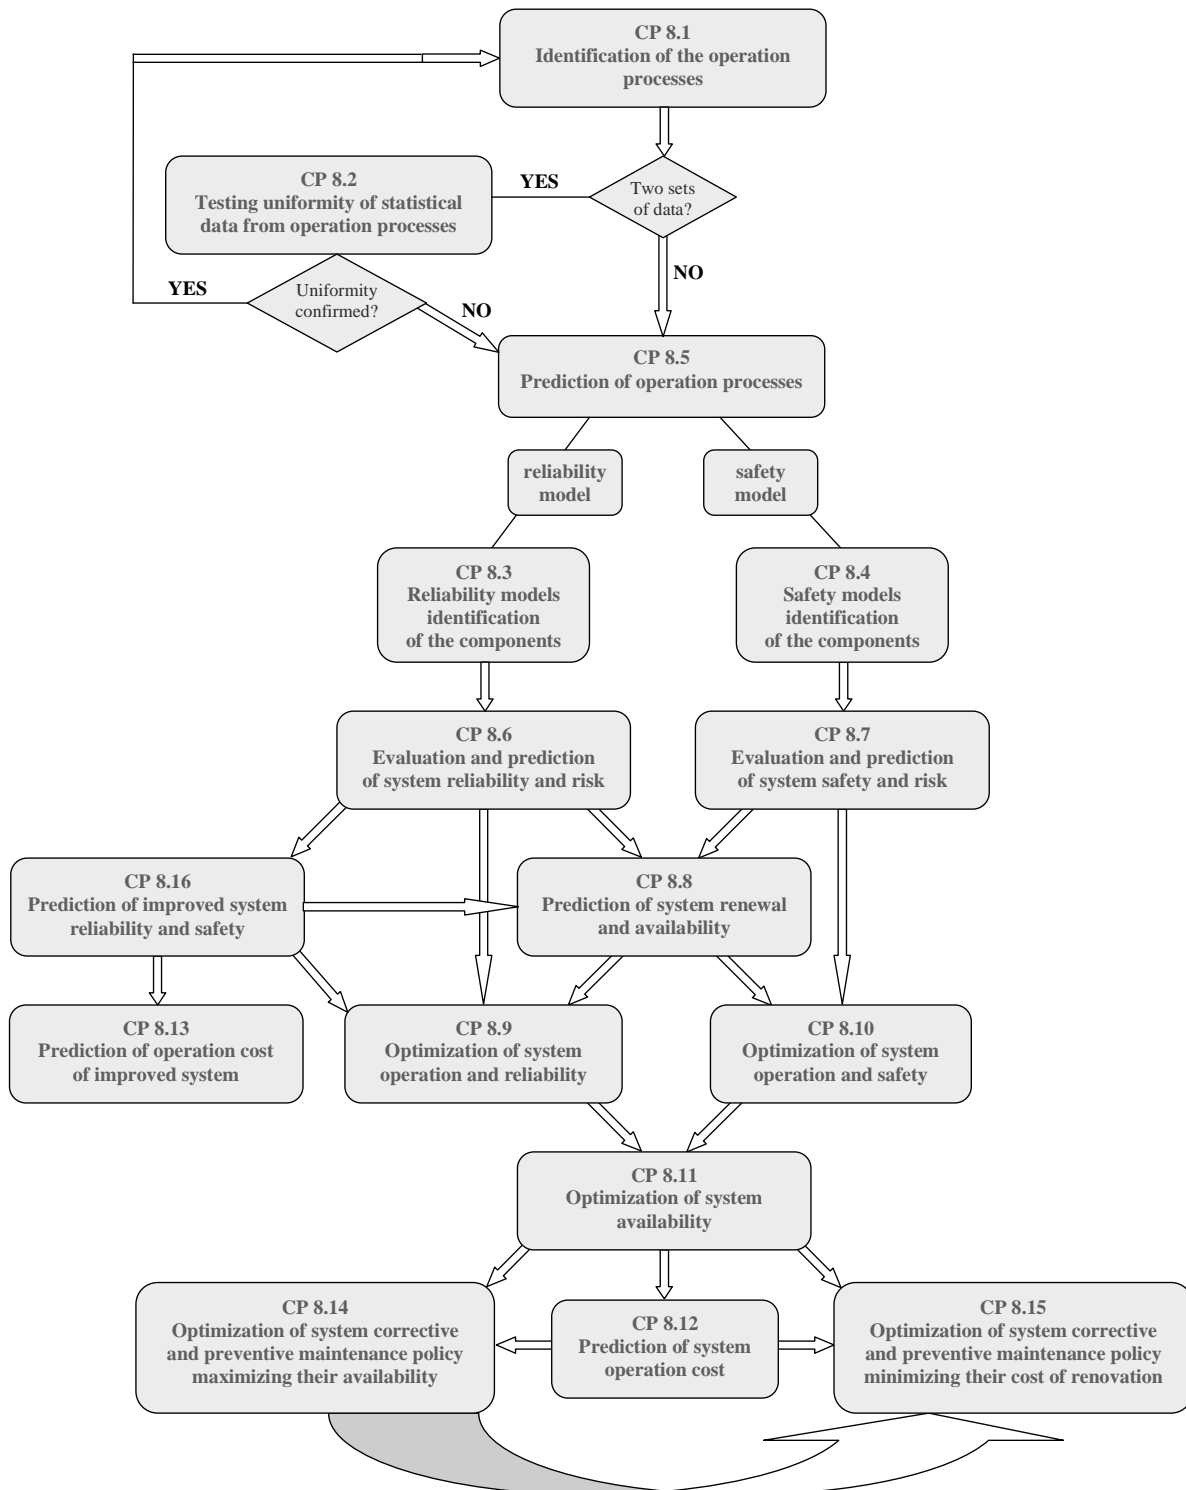 CP 8.1
Identification of the operation
processes
CP 8.2
Testing uniformity of statistical
data from operation processes
YES
Two sets
of data?
NO
YES
Uniformity
confirmed?
NO
CP 8.5
Prediction of operation processes
reliability
model
safety
model
CP 8.3
Reliability models
identification
of the components
CP 8.4
Safety models
identification
of the components
CP 8.6
Evaluation and prediction
of system reliability and risk
CP 8.7
Evaluation and prediction
of system safety and risk
CP 8.16
Prediction of improved system
reliability and safety
CP 8.8
Prediction of system renewal
and availability
CP 8.13
Prediction of operation cost
of improved system
CP 8.9
Optimization of system
operation and reliability
CP 8.10
Optimization of system
operation and safety
CP 8.11
Optimization of system
availability
CP 8.14
Optimization of system corrective
and preventive maintenance policy
maximizing their availability
CP 8.12
Prediction of system
operation cost
CP 8.15
Optimization of system corrective
and preventive maintenance policy
minimizing their cost of renovation